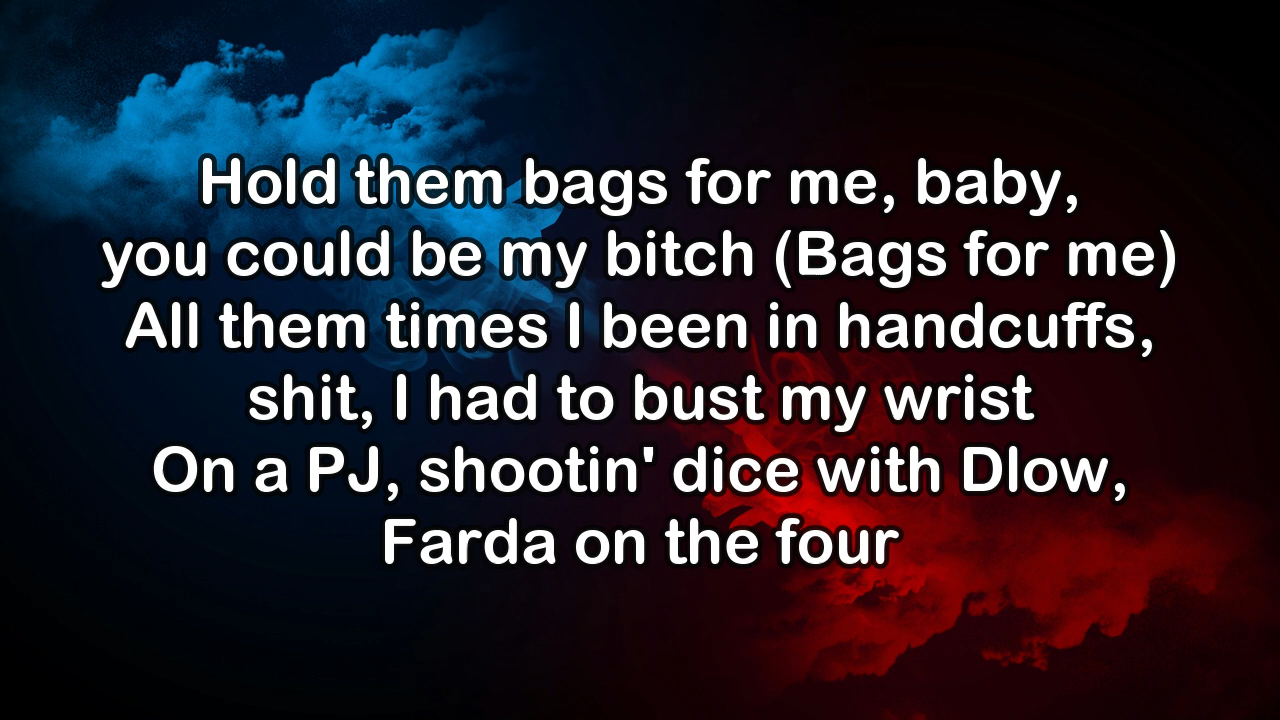 Hold them bags for me, baby,
you could be my bitch (Bags for me)
All them times I been in handcuffs,
shit, I had to bust my wrist
On a PJ, shootin' dice with Dlow,
Farda on the four